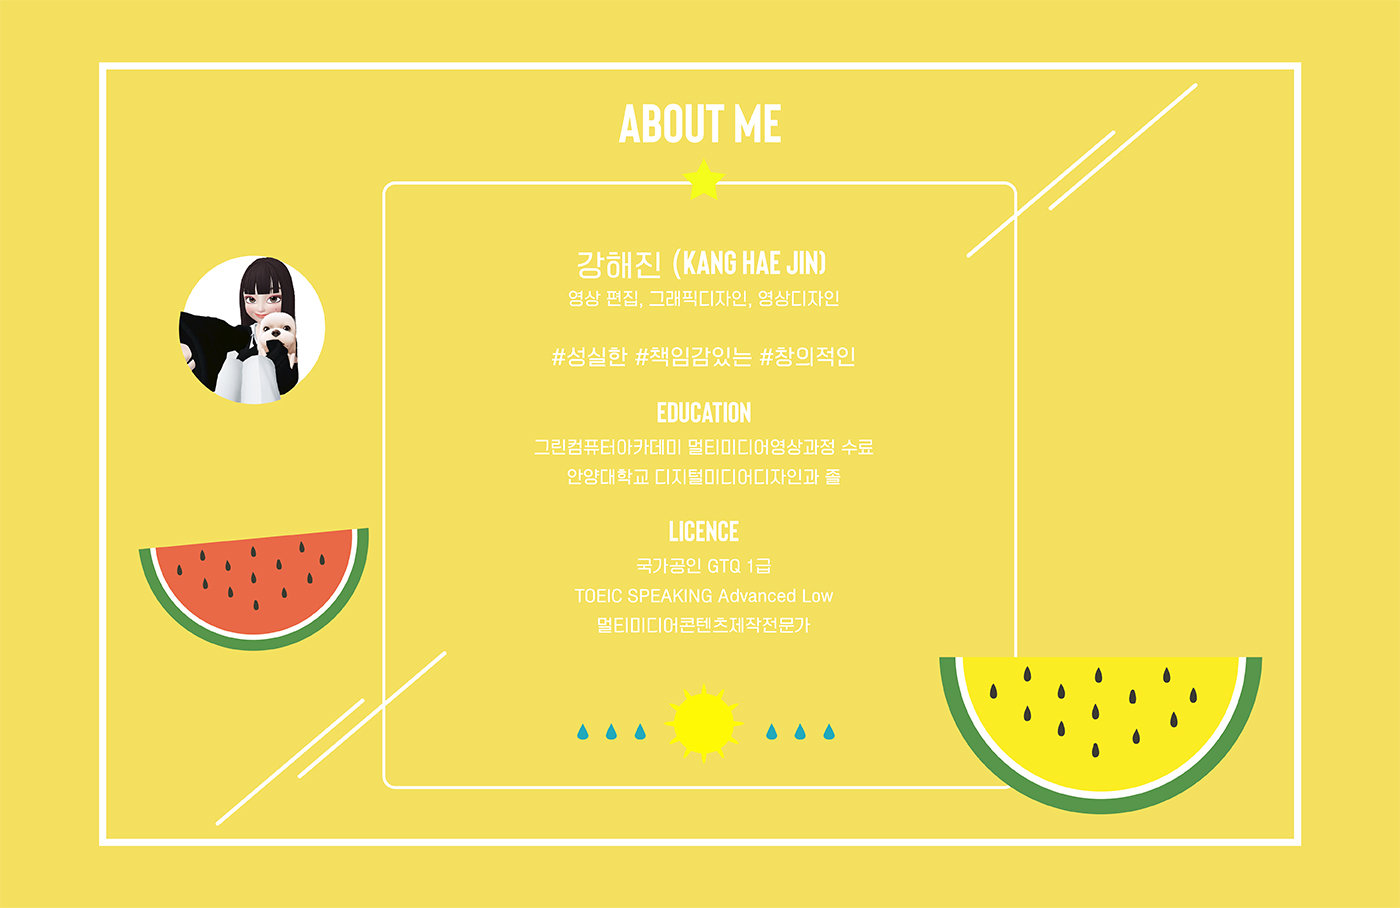 ABOUT ME
강해진 (KANG HAE JIN)
영상 편집, 그래픽디자인, 영상디자인
#성실한 #책임감있는 #창의적인
EDUCATION
그린컴퓨터아카데미 멀티미디어영상과정 수료
안양대학교 디지털미디어디자인과 졸
LICENCE
국가공인 GTQ 1급
TOEIC SPEAKING Advanced Low
멀티미디어콘텐츠제작전문가